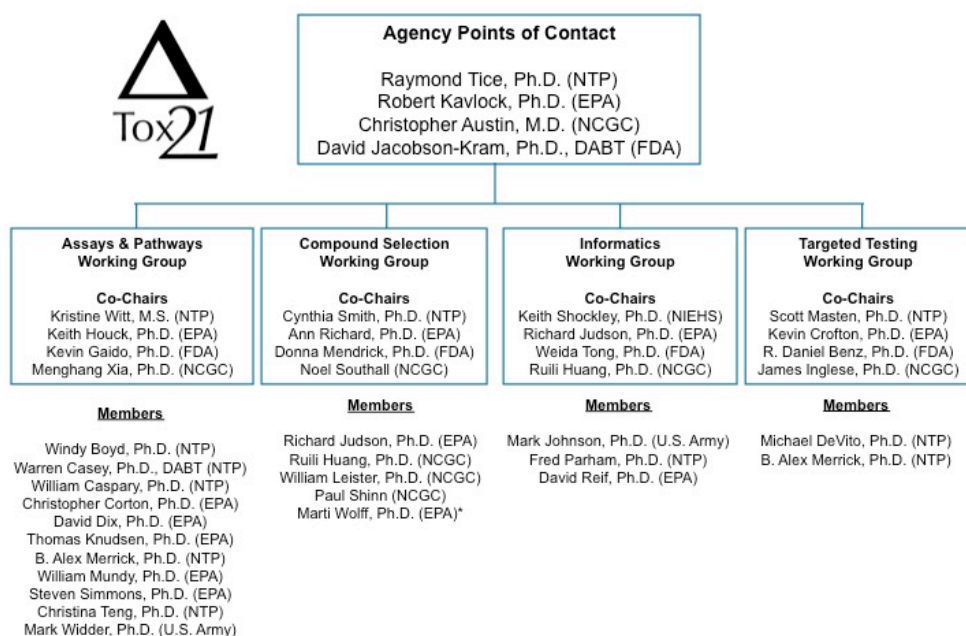 Tox21
Agency Points of Contact
Raymond Tice, Ph.D. (NTP)
Robert Kavlock, Ph.D. (EPA)
Christopher Austin, M.D. (NCGC)
David Jacobson-Kram, Ph.D., DABT (FDA)
Assays & Pathways
Working Group
Co-Chairs
Kristine Witt, M.S. (NTP)
Keith Houck, Ph.D. (EPA)
Kevin Gaido, Ph.D. (FDA)
Menghang Xia, Ph.D. (NCGC)
Members
Windy Boyd, Ph.D. (NTP)
Warren Casey, Ph.D., DABT (NTP)
William Caspary, Ph.D. (NTP)
Christopher Corton, Ph.D. (EPA)
David Dix, Ph.D. (EPA)
Thomas Knudsen, Ph.D. (EPA)
B. Alex Merrick, Ph.D. (NTP)
William Mundy, Ph.D. (EPA)
Steven Simmons, Ph.D. (EPA)
Christina Teng, Ph.D. (NTP)
Mark Widder, Ph.D. (U.S. Army)
Compound Selection
Working Group
Co-Chairs
Cynthia Smith, Ph.D. (NTP)
Ann Richard, Ph.D. (EPA)
Donna Mendrick, Ph.D. (FDA)
Noel Southall (NCGC)
Members
Richard Judson, Ph.D. (EPA)
Ruili Huang, Ph.D. (NCGC)
William Leister, Ph.D. (NCGC)
Paul Shinn (NCGC)
Marti Wolff, Ph.D. (EPA)*
Informatics
Working Group
Co-Chairs
Keith Shockley, Ph.D. (NIEHS)
Richard Judson, Ph.D. (EPA)
Weida Tong, Ph.D. (FDA)
Ruili Huang, Ph.D. (NCGC)
Members
Mark Johnson, Ph.D. (U.S. Army)
Fred Parham, Ph.D. (NTP)
David Reif, Ph.D. (EPA)
Targeted Testing
Working Group
Co-Chairs
Scott Masten, Ph.D. (NTP)
Kevin Crofton, Ph.D. (EPA)
R. Daniel Benz, Ph.D. (FDA)
James Inglese, Ph.D. (NCGC)
Members
Michael DeVito, Ph.D. (NTP)
B. Alex Merrick, Ph.D. (NTP)